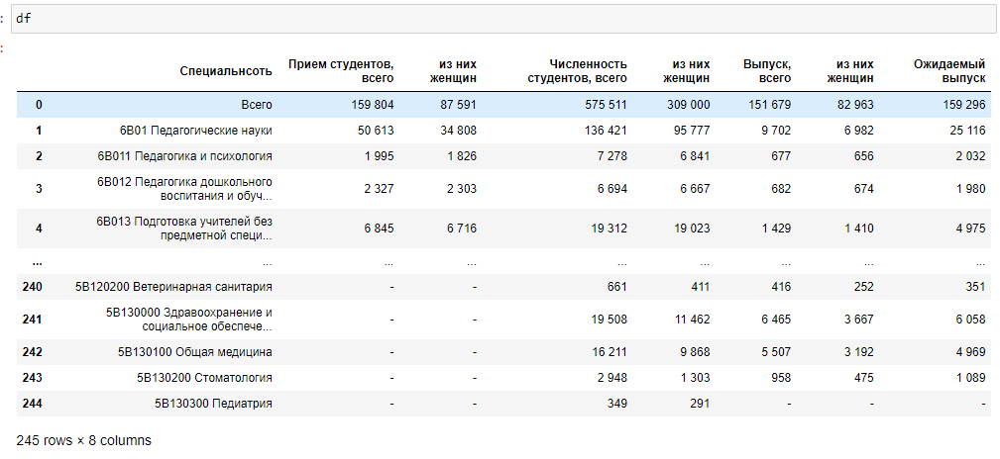 : df
:
Специальнсоть Прием студентов, всего из них женщин Численность студентов, всего из них женщин Выпуск, всего из них женщин Ожидаемый выпуск
0 Всего 159 804 87 591 575 511 309 000 151 679 82 963 159 296
1 6B01 Педагогические науки 50 613 34 808 136 421 95 777 9 702 6 982 25 116
2 6B011 Педагогика и психология 1 995 1 826 7 278 6 841 677 656 2 032
3 6B012 Педагогика дошкольного воспитания и обуч... 2 327 2 303 6 694 6 667 682 674 1 980
4 6B013 Подготовка учителей без предметной специ... 6 845 6 716 19 312 19 023 1 429 1 410 4 975
... ... ... ... ... ... ... ... ...
240 5B120200 Ветеринарная санитария - - 661 411 416 252 351
241 5B130000 Здравоохранение и социальное обеспече... - - 19 508 11 462 6 465 3 667 6 058
242 5B130100 Общая медицина - - 16 211 9 868 5 507 3 192 4 969
243 5B130200 Стоматология - - 2 948 1 303 958 475 1 089
244 5B130300 Педиатрия - - 349 291 - - -
245 rows × 8 columns